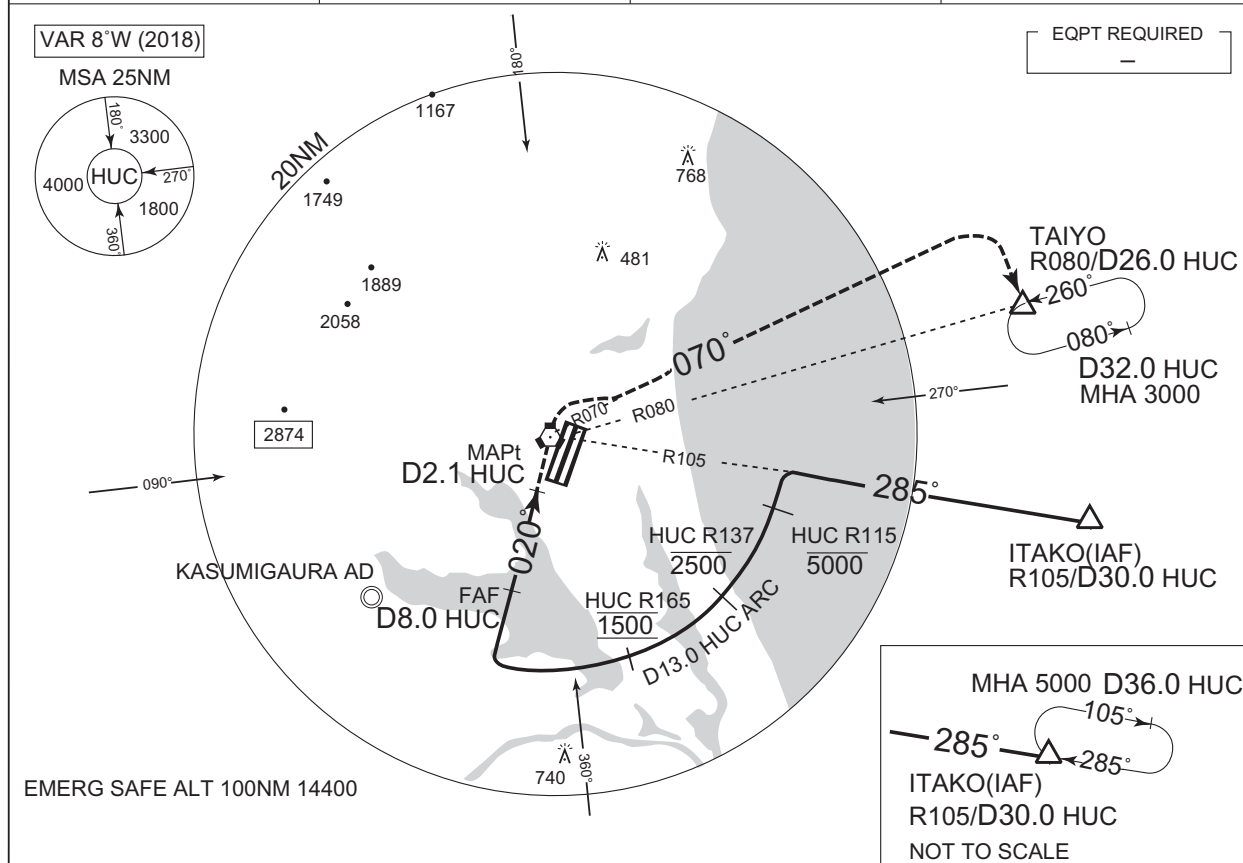 VAR 8°W (2018)
MSA 25NM
180°
3300
HUC
4000
270°
1800
360°
EQPT REQUIRED
–
180°
1167
20NM
1749
768
481
1889
2058
TAIYO
R080/D26.0 HUC
260°
080°
D32.0 HUC
MHA 3000
070°
270°
R070
R080
2874
MAPt
D2.1 HUC
R105
090°
285°
020°
HUC R137
2500
HUC R115
5000
ITAKO(IAF)
R105/D30.0 HUC
KASUMIGAURA AD
FAF
D8.0 HUC
HUC R165
1500
D13.0 HUC ARC
740
360°
EMERG SAFE ALT 100NM 14400
MHA 5000 D36.0 HUC
105°
285°
285°
ITAKO(IAF)
R105/D30.0 HUC
NOT TO SCALE